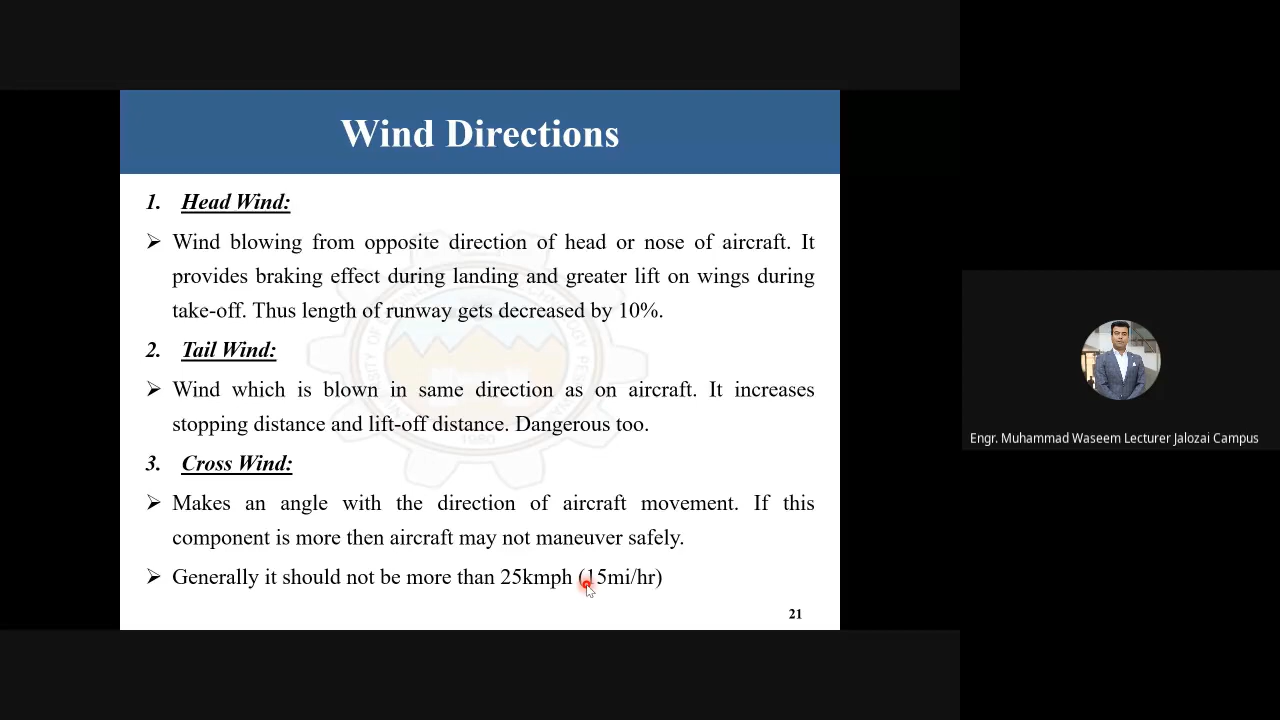 Wind Directions
1. Head Wind:
➢ Wind blowing from opposite direction of head or nose of aircraft. It
provides braking effect during landing and greater lift on wings during
take-off. Thus length of runway gets decreased by 10%.
2. Tail Wind:
➢ Wind which is blown in same direction as on aircraft. It increases
stopping distance and lift-off distance. Dangerous too.
3. Cross Wind:
➢ Makes an angle with the direction of aircraft movement. If this
component is more then aircraft may not maneuver safely.
➢ Generally it should not be more than 25kmph (15mi/hr)
21
Engr. Muhammad Waseem Lecturer Jalozai Campus
1980